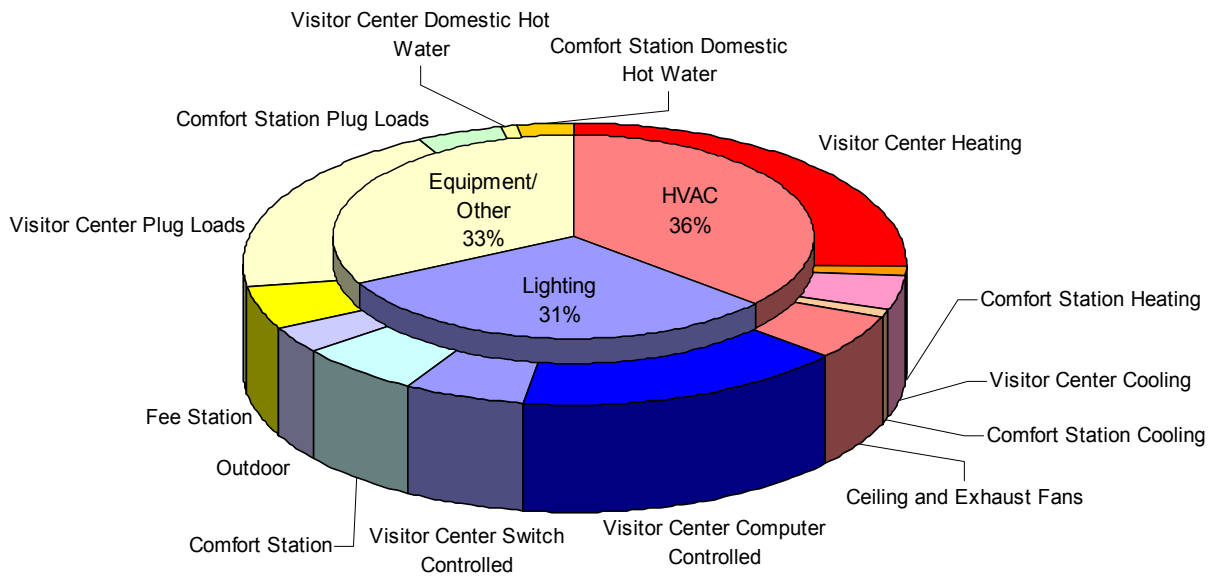 Visitor Center Domestic Hot
Water
Comfort Station Domestic
Hot Water
Comfort Station Plug Loads
Visitor Center Heating
Equipment/
Other
33%
HVAC
36%
Visitor Center Plug Loads
Lighting
31%
Comfort Station Heating
Visitor Center Cooling
Fee Station
Comfort Station Cooling
Outdoor
Ceiling and Exhaust Fans
Comfort Station
Visitor Center Switch
Controlled
Visitor Center Computer
Controlled